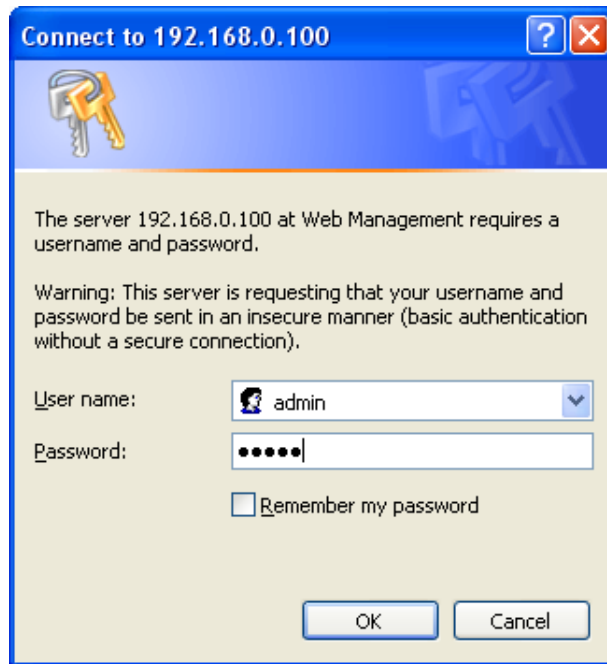 Connect to 192.168.0.100
The server 192.168.0.100 at Web Management requires a
username and password.
Warning: This server is requesting that your username and
password be sent in an insecure manner (basic authentication
without a secure connection).
User name:
admin
Password:
•••••
Remember my password
OK
Cancel